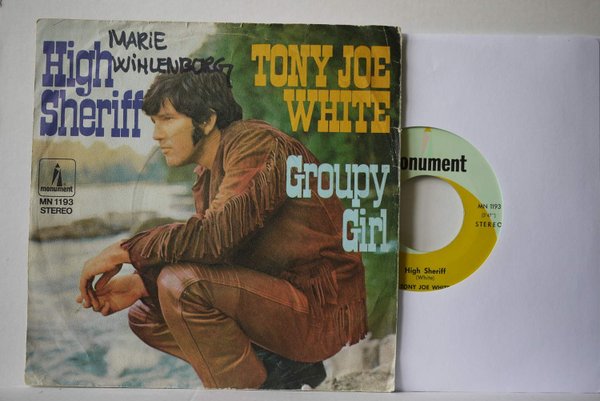 High
Sheriff
MARIE
WIHLENBORG
TONY JOE
WHITE
Groupy
Girl
monument
MN 1193
STEREO
monument
MN 1193
STEREO
High Sheriff
(White)
TONY JOE WHITE